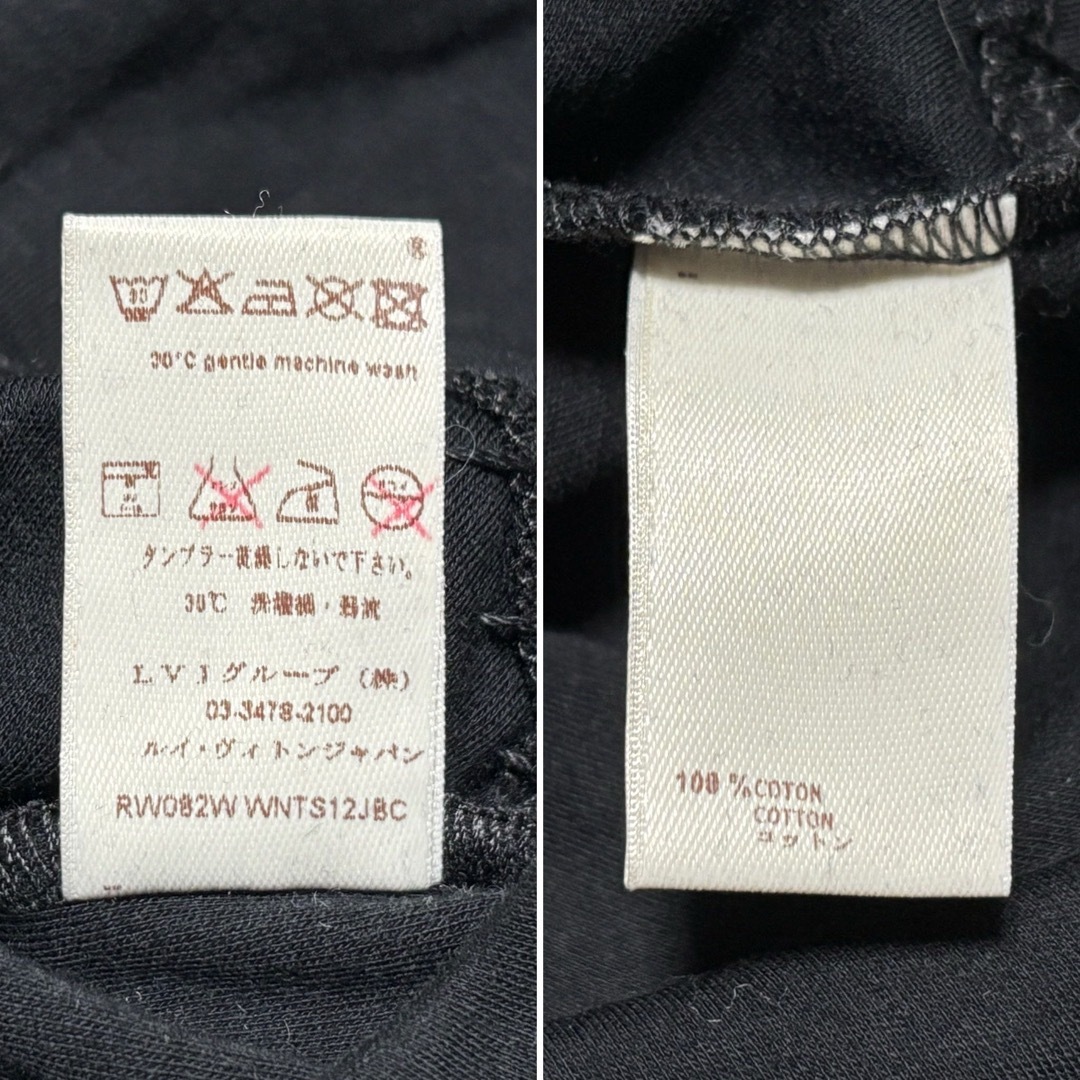 30°C gentle machine wash
タンブラー乾燥しないで下さい。
30℃ 洗濯機・弱流
LVJグループ(株)
03-3478-2100
ルイ・ヴィトンジャパン
RW082W WNTS12JBC
100 % COTON
COTTON
コットン